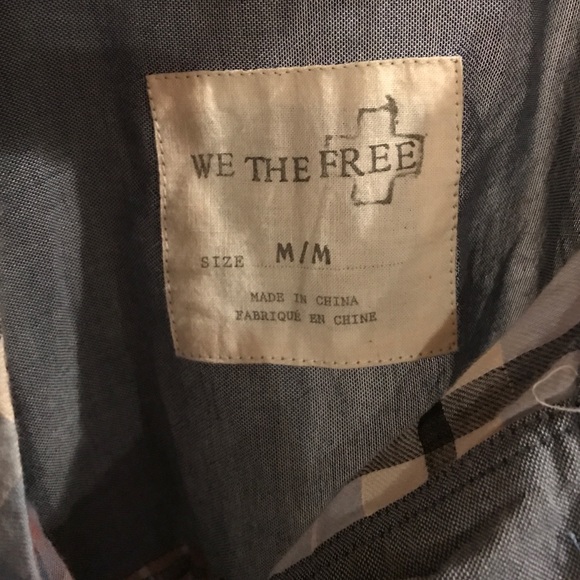 WE THE FREE
SIZE M/M
MADE IN CHINA
FABRIQUÉ EN CHINE